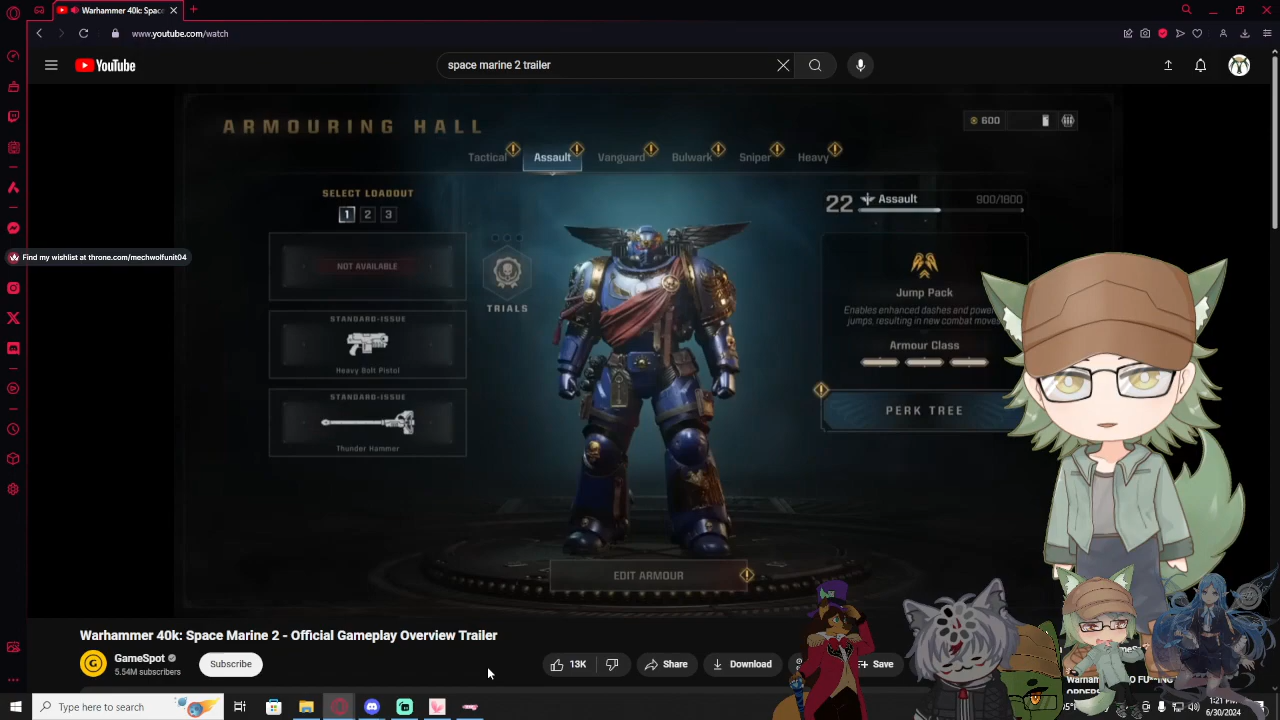 Warhammer 40k: Space
www.youtube.com/watch
YouTube
space marine 2 trailer
ARMOURING HALL
600
Tactical
Assault
Vanguard
Bulwark
Sniper
Heavy
SELECT LOADOUT
1 2 3
NOT AVAILABLE
STANDARD-ISSUE
Heavy Bolt Pistol
STANDARD-ISSUE
Thunder Hammer
TRIALS
22 Assault 900/1800
Jump Pack
Enables enhanced dashes and
jumps, resulting in new combat
Armour Class
PERK TREE
EDIT ARMOUR
Find my wishlist at throne.com/mechwolfunit04
Warhammer 40k: Space Marine 2 - Official Gameplay Overview Trailer
G
GameSpot
5.54M subscribers
Subscribe
13K
Share
Download
Save
Type here to search
1:21 PM
6/30/2024